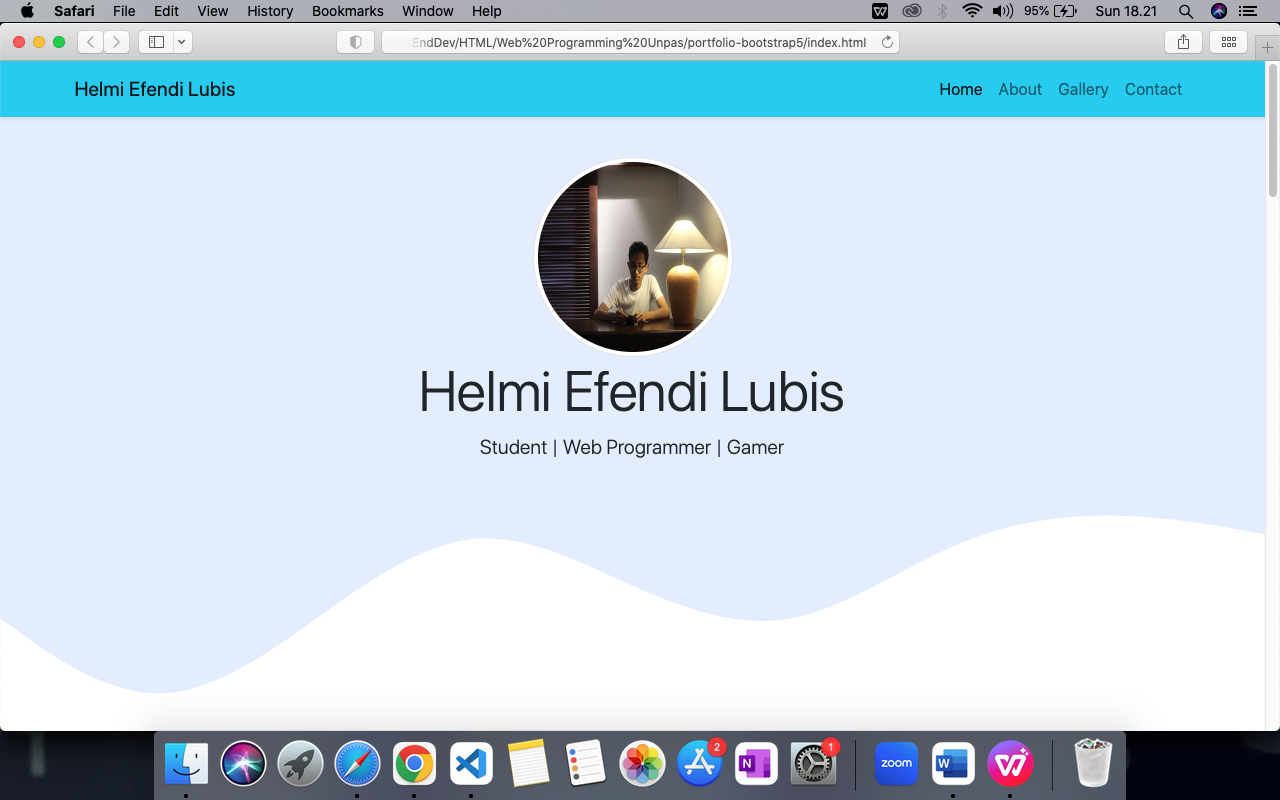 Safari File Edit View History Bookmarks Window Help 95% Sun 18.21
EndDev/HTML/Web%20Programming%20Unpas/portfolio-bootstrap5/index.html
Helmi Efendi Lubis Home About Gallery Contact
Helmi Efendi Lubis
Student | Web Programmer | Gamer
2 N 1 zoom W W